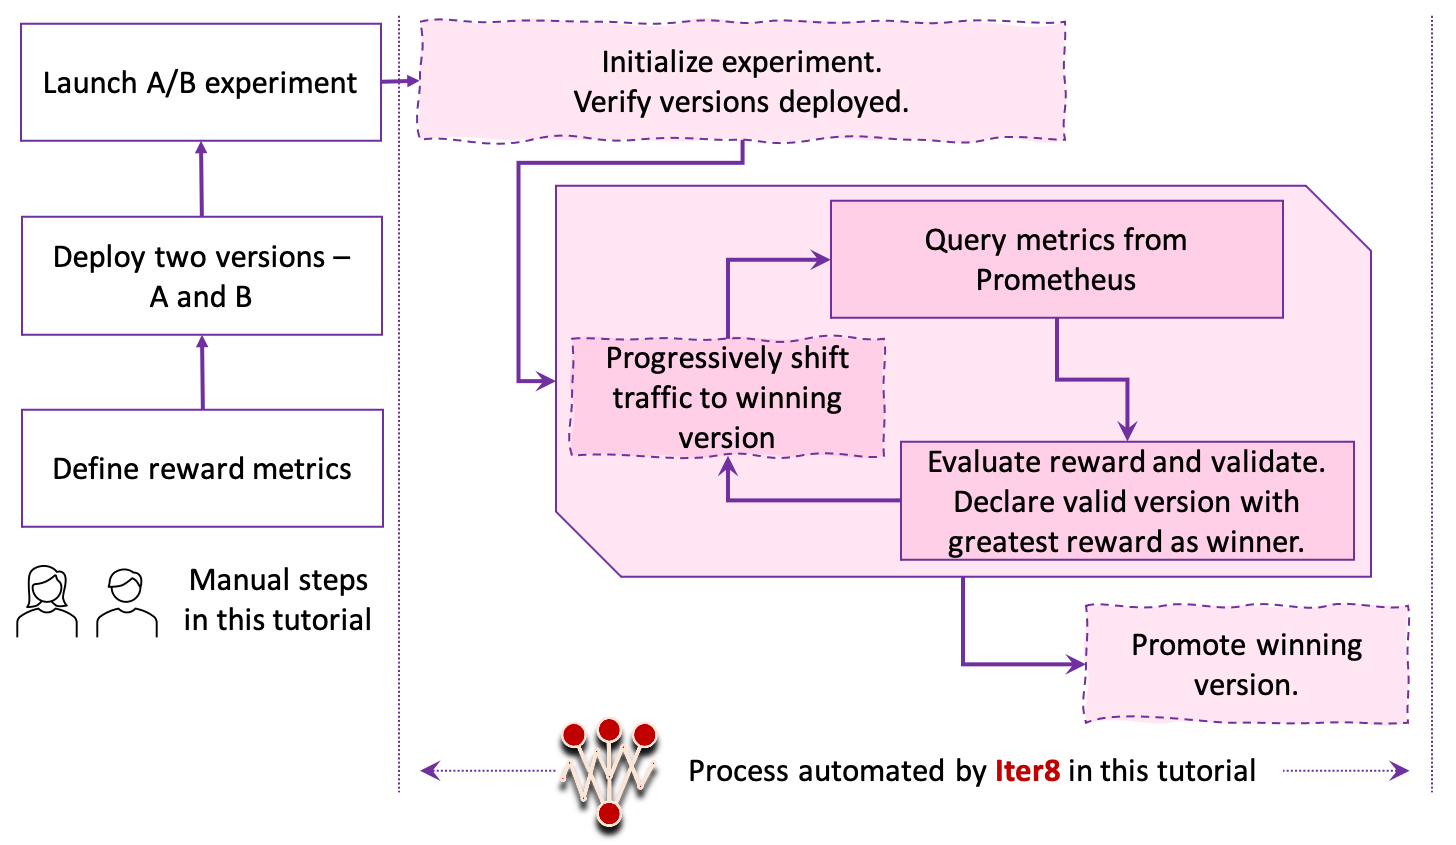 Launch A/B experiment
Deploy two versions –
A and B
Define reward metrics
Manual steps
in this tutorial
Initialize experiment.
Verify versions deployed.
Query metrics from
Prometheus
Progressively shift
traffic to winning
version
Evaluate reward and validate.
Declare valid version with
greatest reward as winner.
Promote winning
version.
Process automated by Iter8 in this tutorial